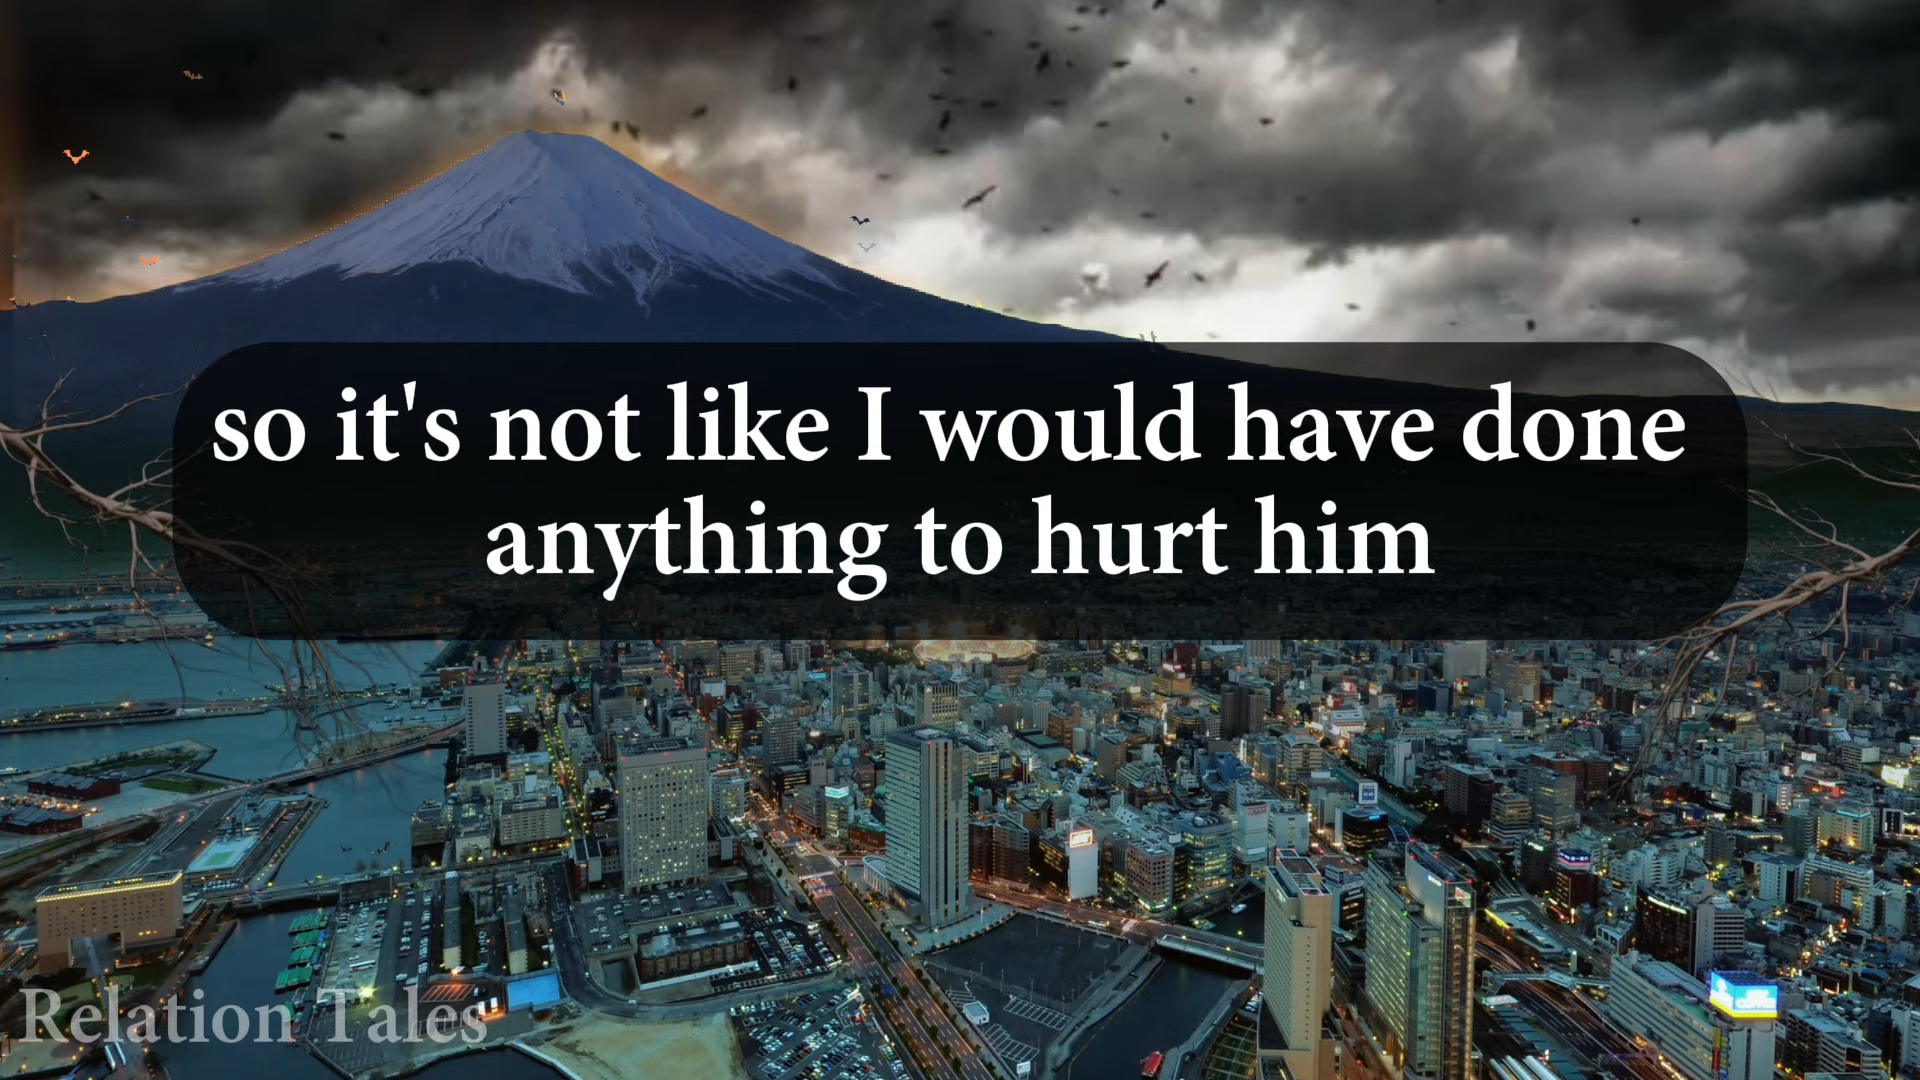 so it's not like I would have done
anything to hurt him
Relation Tales